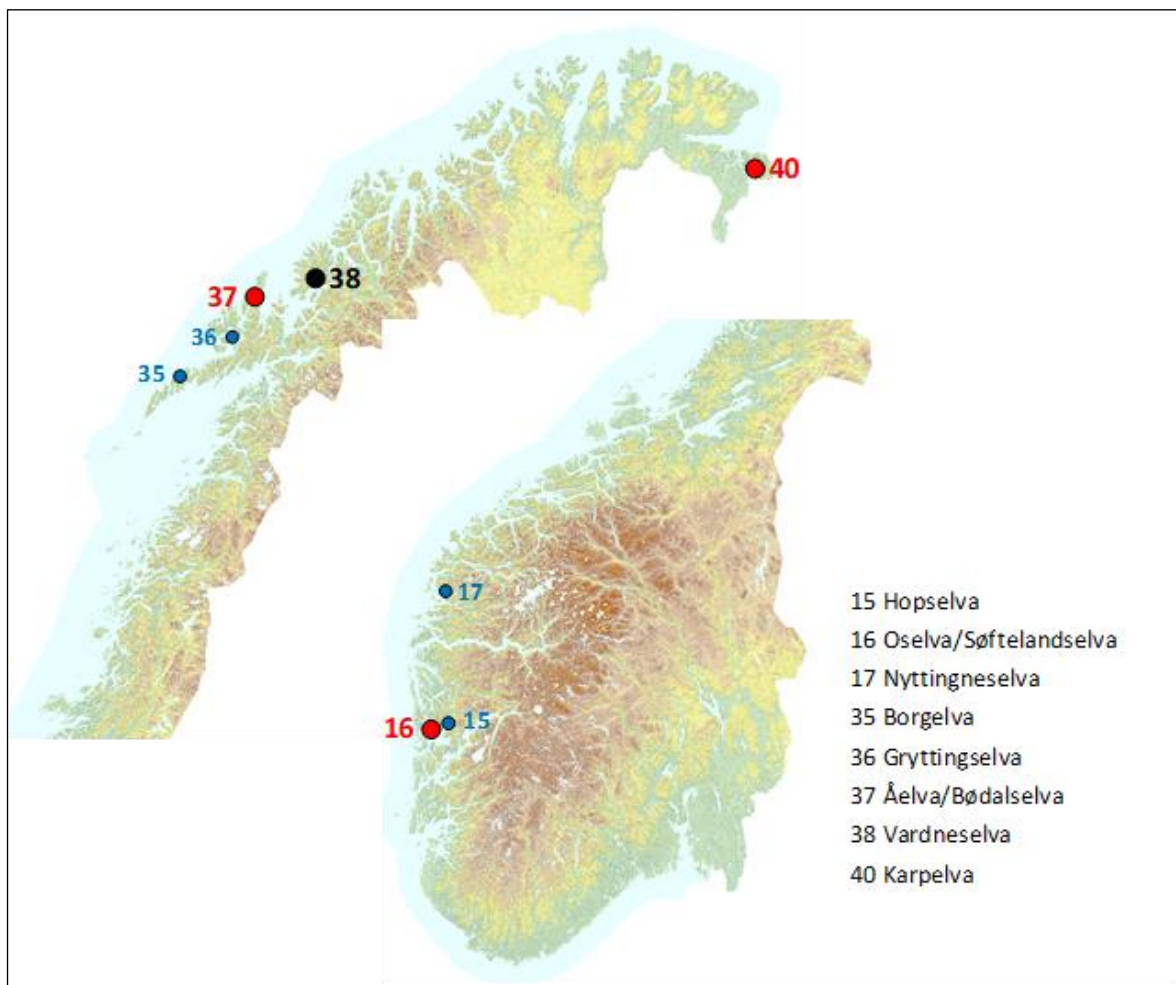 40
38
37
36
35
17
15
16
15 Hopselva
16 Oselva/Søftelandselva
17 Nyttingneselva
35 Borgelva
36 Gryttingselva
37 Åelva/Bødalselva
38 Vardneselva
40 Karpelva